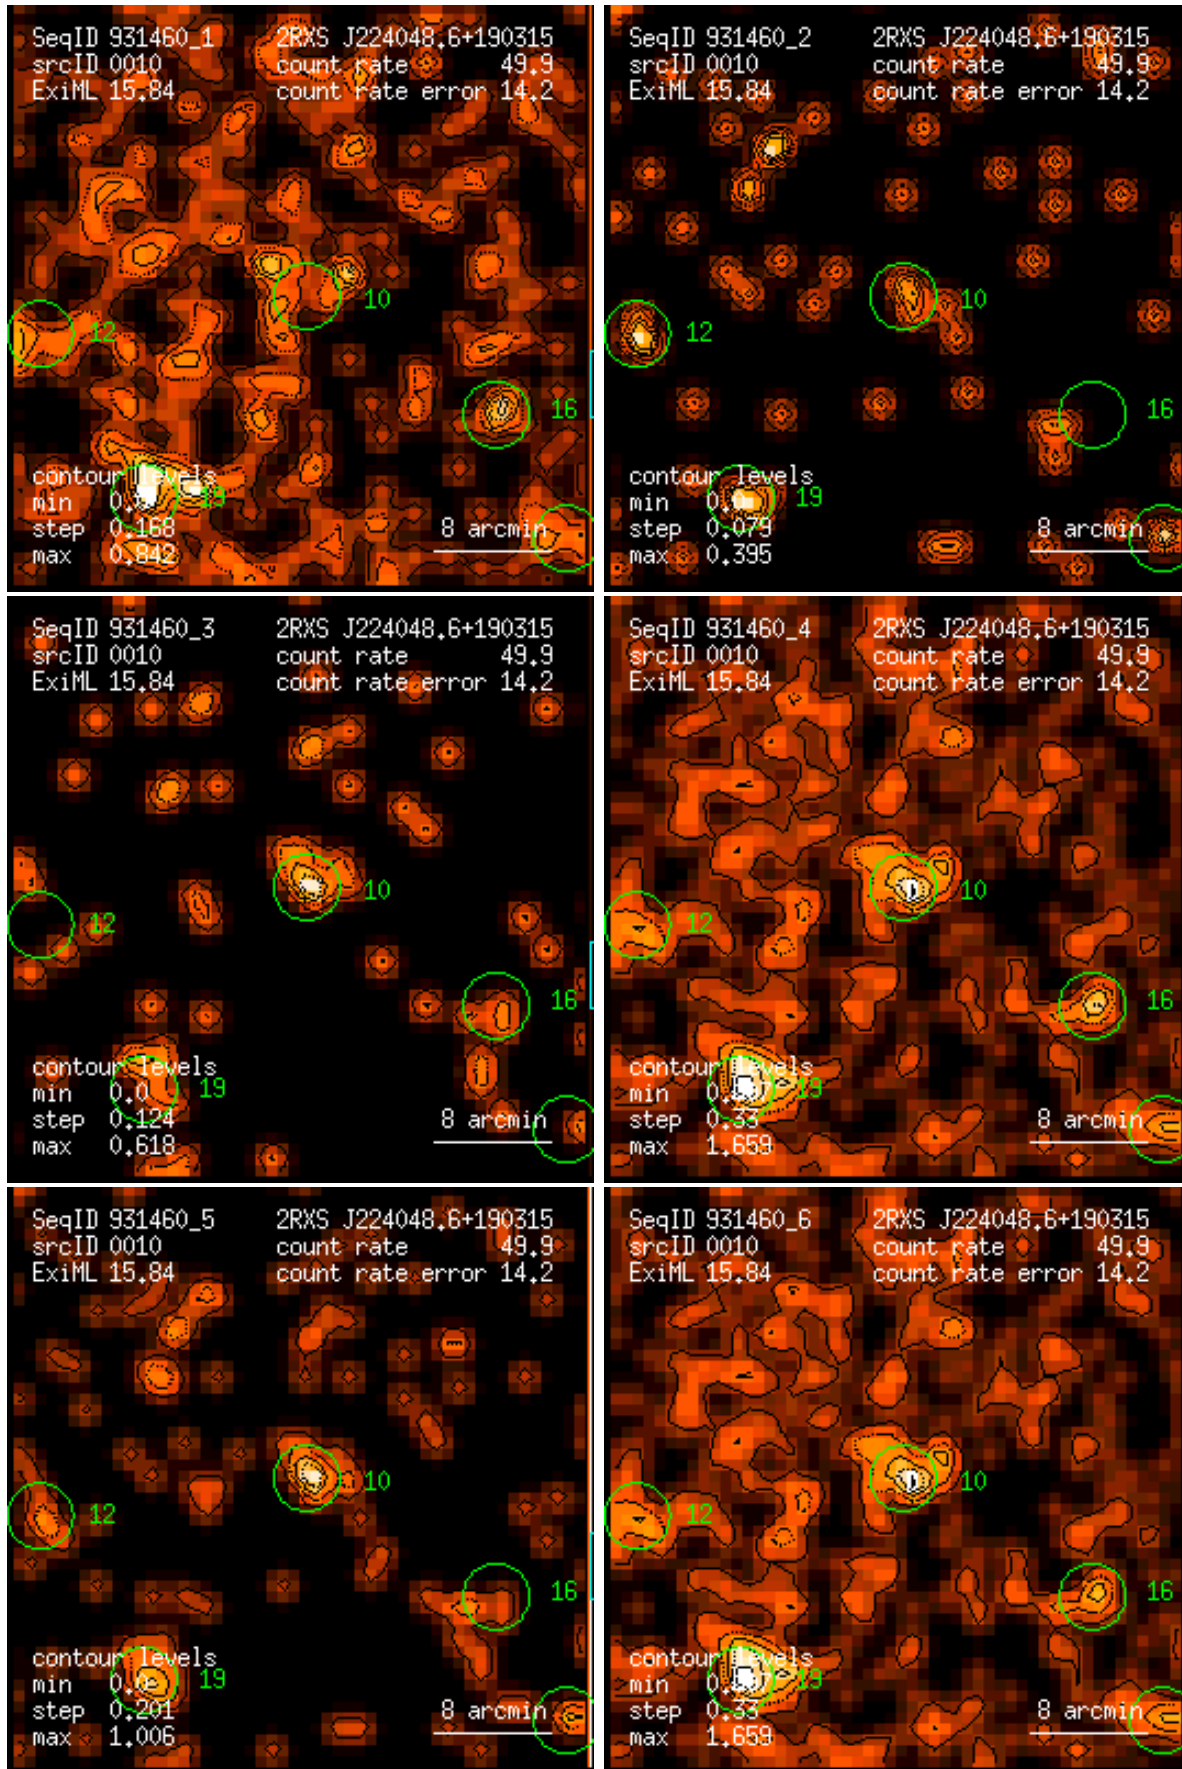 SeqID 931460_1 2RXS J224048.6+190315
srcID 0010 count rate 49.9
ExiML 15.84 count rate error 14.2
10
12
16
contour levels
min 0.0 19
step 0.168 8 arcmin
max 0.842
SeqID 931460_2 2RXS J224048.6+190315
srcID 0010 count rate 49.9
ExiML 15.84 count rate error 14.2
10
12
16
contour levels
min 0.0 19
step 0.079 8 arcmin
max 0.395
SeqID 931460_3 2RXS J224048.6+190315
srcID 0010 count rate 49.9
ExiML 15.84 count rate error 14.2
10
12
16
contour levels
min 0.0 19
step 0.124 8 arcmin
max 0.618
SeqID 931460_4 2RXS J224048.6+190315
srcID 0010 count rate 49.9
ExiML 15.84 count rate error 14.2
10
12
16
contour levels
min 19
step 0.33 8 arcmin
max 1.659
SeqID 931460_5 2RXS J224048.6+190315
srcID 0010 count rate 49.9
ExiML 15.84 count rate error 14.2
10
12
16
contour levels
min 0.0 19
step 0.201 8 arcmin
max 1.006
SeqID 931460_6 2RXS J224048.6+190315
srcID 0010 count rate 49.9
ExiML 15.84 count rate error 14.2
10
12
16
contour levels
min 19
step 0.33 8 arcmin
max 1.659